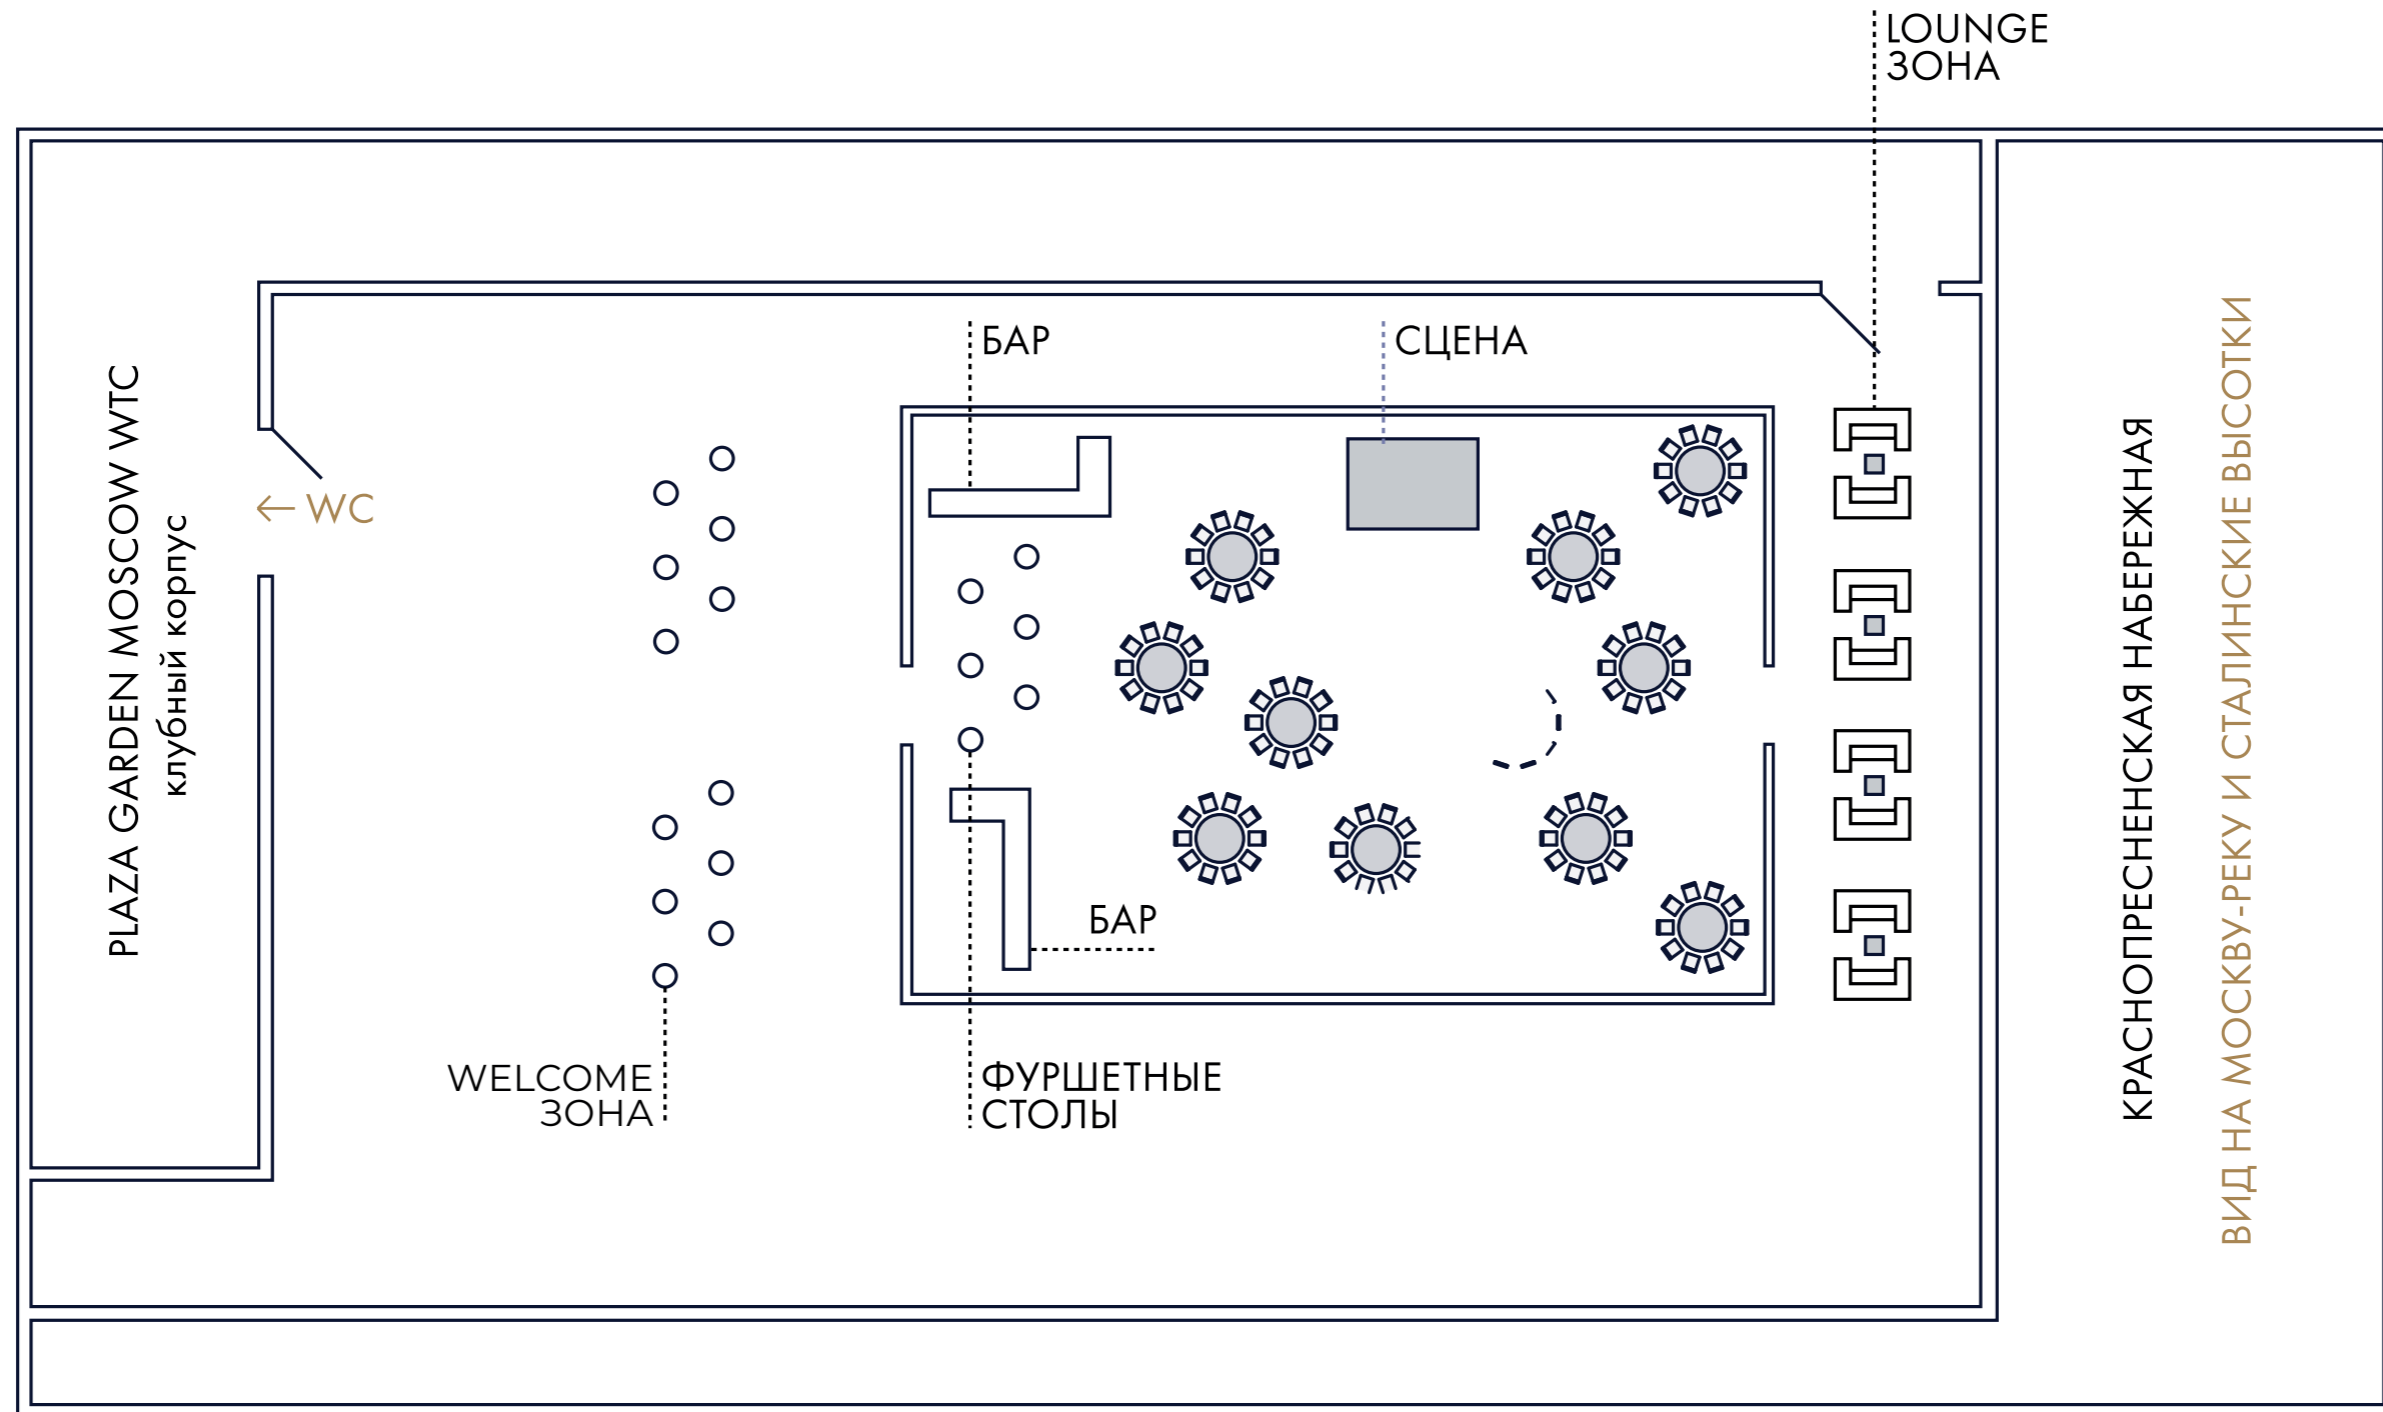 LOUNGE
ЗОНА
БАР
СЦЕНА
PLAZA GARDEN MOSCOW WTC
клубный корпус
WC
КРАСНОПРЕСНЕНСКАЯ НАБЕРЕЖНАЯ
ВИД НА МОСКВУ-РЕКУ И СТАЛИНСКИЕ ВЫСОТКИ
БАР
WELCOME
ЗОНА
ФУРШЕТНЫЕ
СТОЛЫ